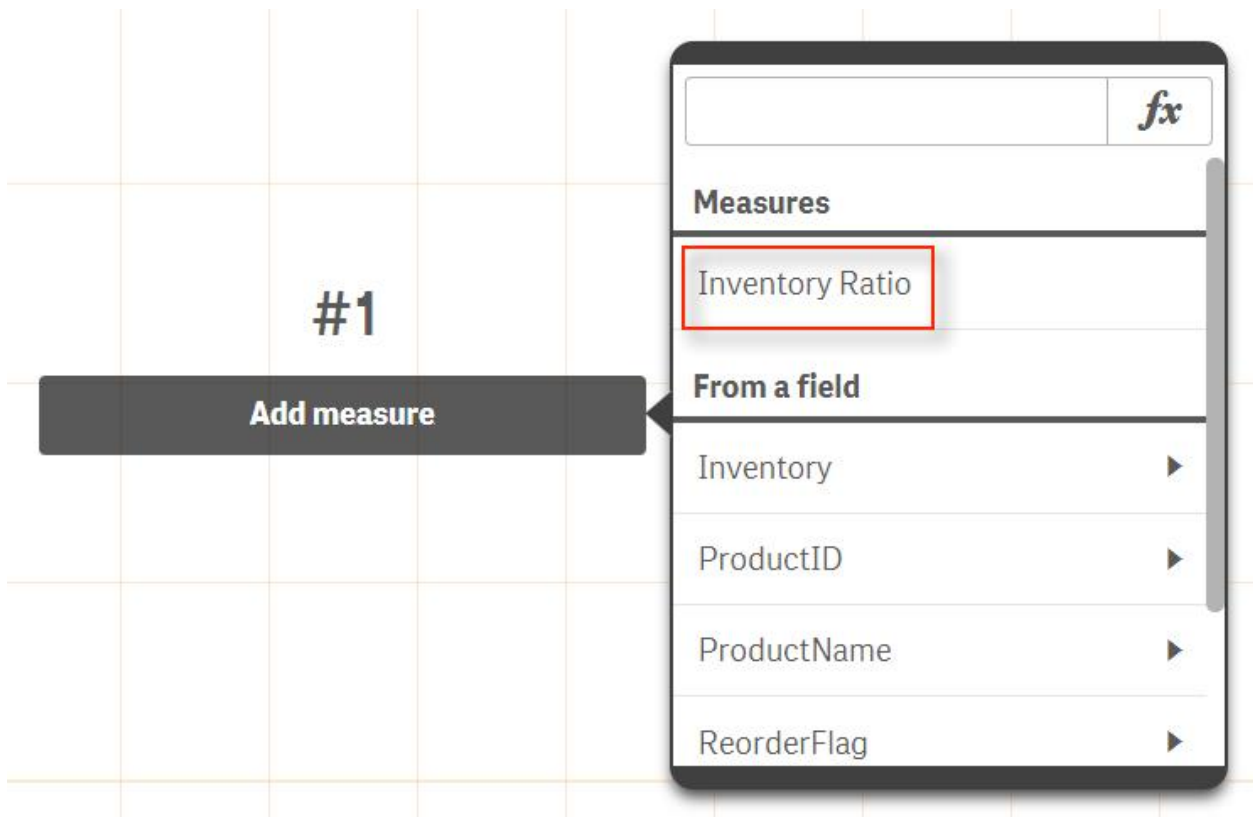 fx
Measures
Inventory Ratio
#1
From a field
Add measure
Inventory
ProductID
ProductName
ReorderFlag